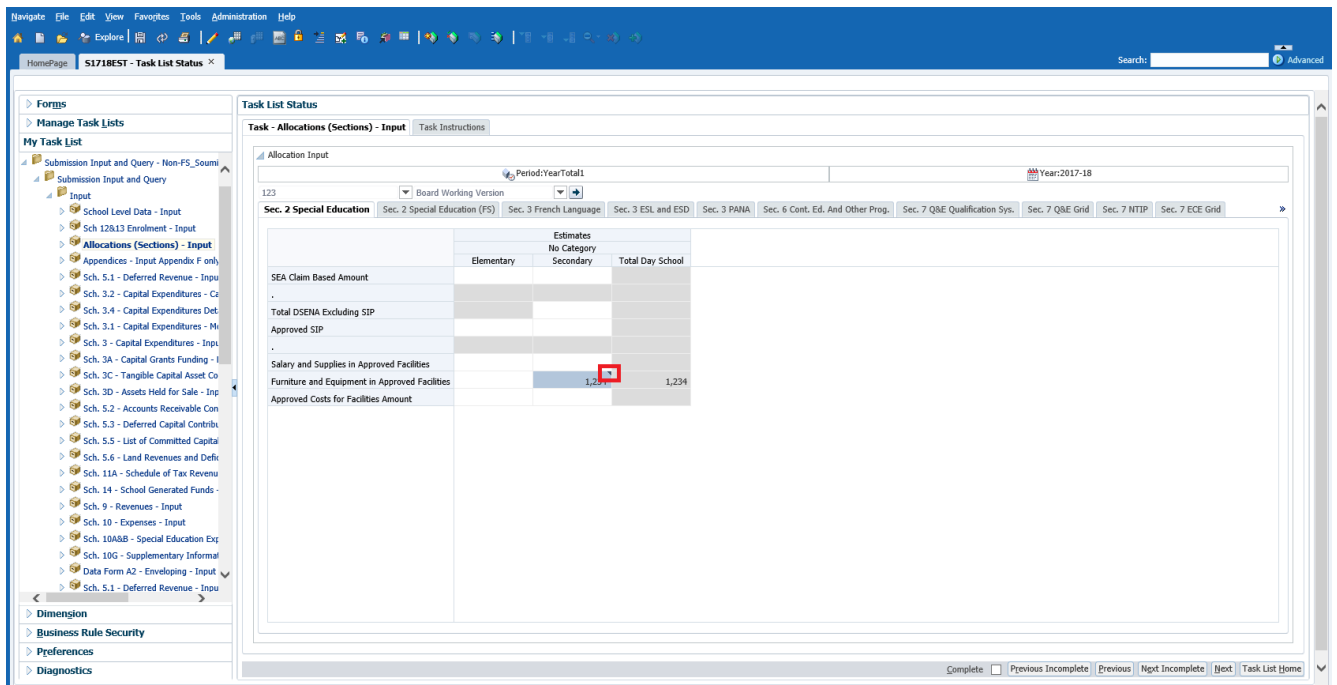 Navigate File Edit View Favorites Tools Administration Help
Explore
HomePage S1718EST - Task List Status × Search: Advanced
Forms
Manage Task Lists
My Task List
Submission Input and Query - Non-FS_Soumi
Submission Input and Query
Input
School Level Data - Input
Sch 12&13 Enrolment - Input
Allocations (Sections) - Input
Appendices - Input Appendix F only
Sch. 5.1 - Deferred Revenue - Inpu
Sch. 3.2 - Capital Expenditures - Ca
Sch. 3.4 - Capital Expenditures Det
Sch. 3.1 - Capital Expenditures - Mo
Sch. 3 - Capital Expenditures - Inpu
Sch. 3A - Capital Grants Funding - I
Sch. 3C - Tangible Capital Asset Co
Sch. 3D - Assets Held for Sale - Inp
Sch. 5.2 - Accounts Receivable Con
Sch. 5.3 - Deferred Capital Contribu
Sch. 5.5 - List of Committed Capital
Sch. 5.6 - Land Revenues and Defic
Sch. 11A - Schedule of Tax Revenu
Sch. 14 - School Generated Funds -
Sch. 9 - Revenues - Input
Sch. 10 - Expenses - Input
Sch. 10A&B - Special Education Exp
Sch. 10G - Supplementary Informat
Data Form A2 - Enveloping - Input
Sch. 5.1 - Deferred Revenue - Inpu
Dimension
Business Rule Security
Preferences
Diagnostics
Task List Status
Task - Allocations (Sections) - Input Task Instructions
Allocation Input
Period:YearTotal1 Year:2017-18
123 Board Working Version
Sec. 2 Special Education Sec. 2 Special Education (FS) Sec. 3 French Language Sec. 3 ESL and ESD Sec. 3 PANA Sec. 6 Cont. Ed. And Other Prog. Sec. 7 Q&E Qualification Sys. Sec. 7 Q&E Grid Sec. 7 NTIP Sec. 7 ECE Grid »
Estimates
No Category
Elementary Secondary Total Day School
SEA Claim Based Amount
.
Total DSENA Excluding SIP
Approved SIP
.
Salary and Supplies in Approved Facilities
Furniture and Equipment in Approved Facilities 1,234 1,234
Approved Costs for Facilities Amount
Complete Previous Incomplete Previous Next Incomplete Next Task List Home